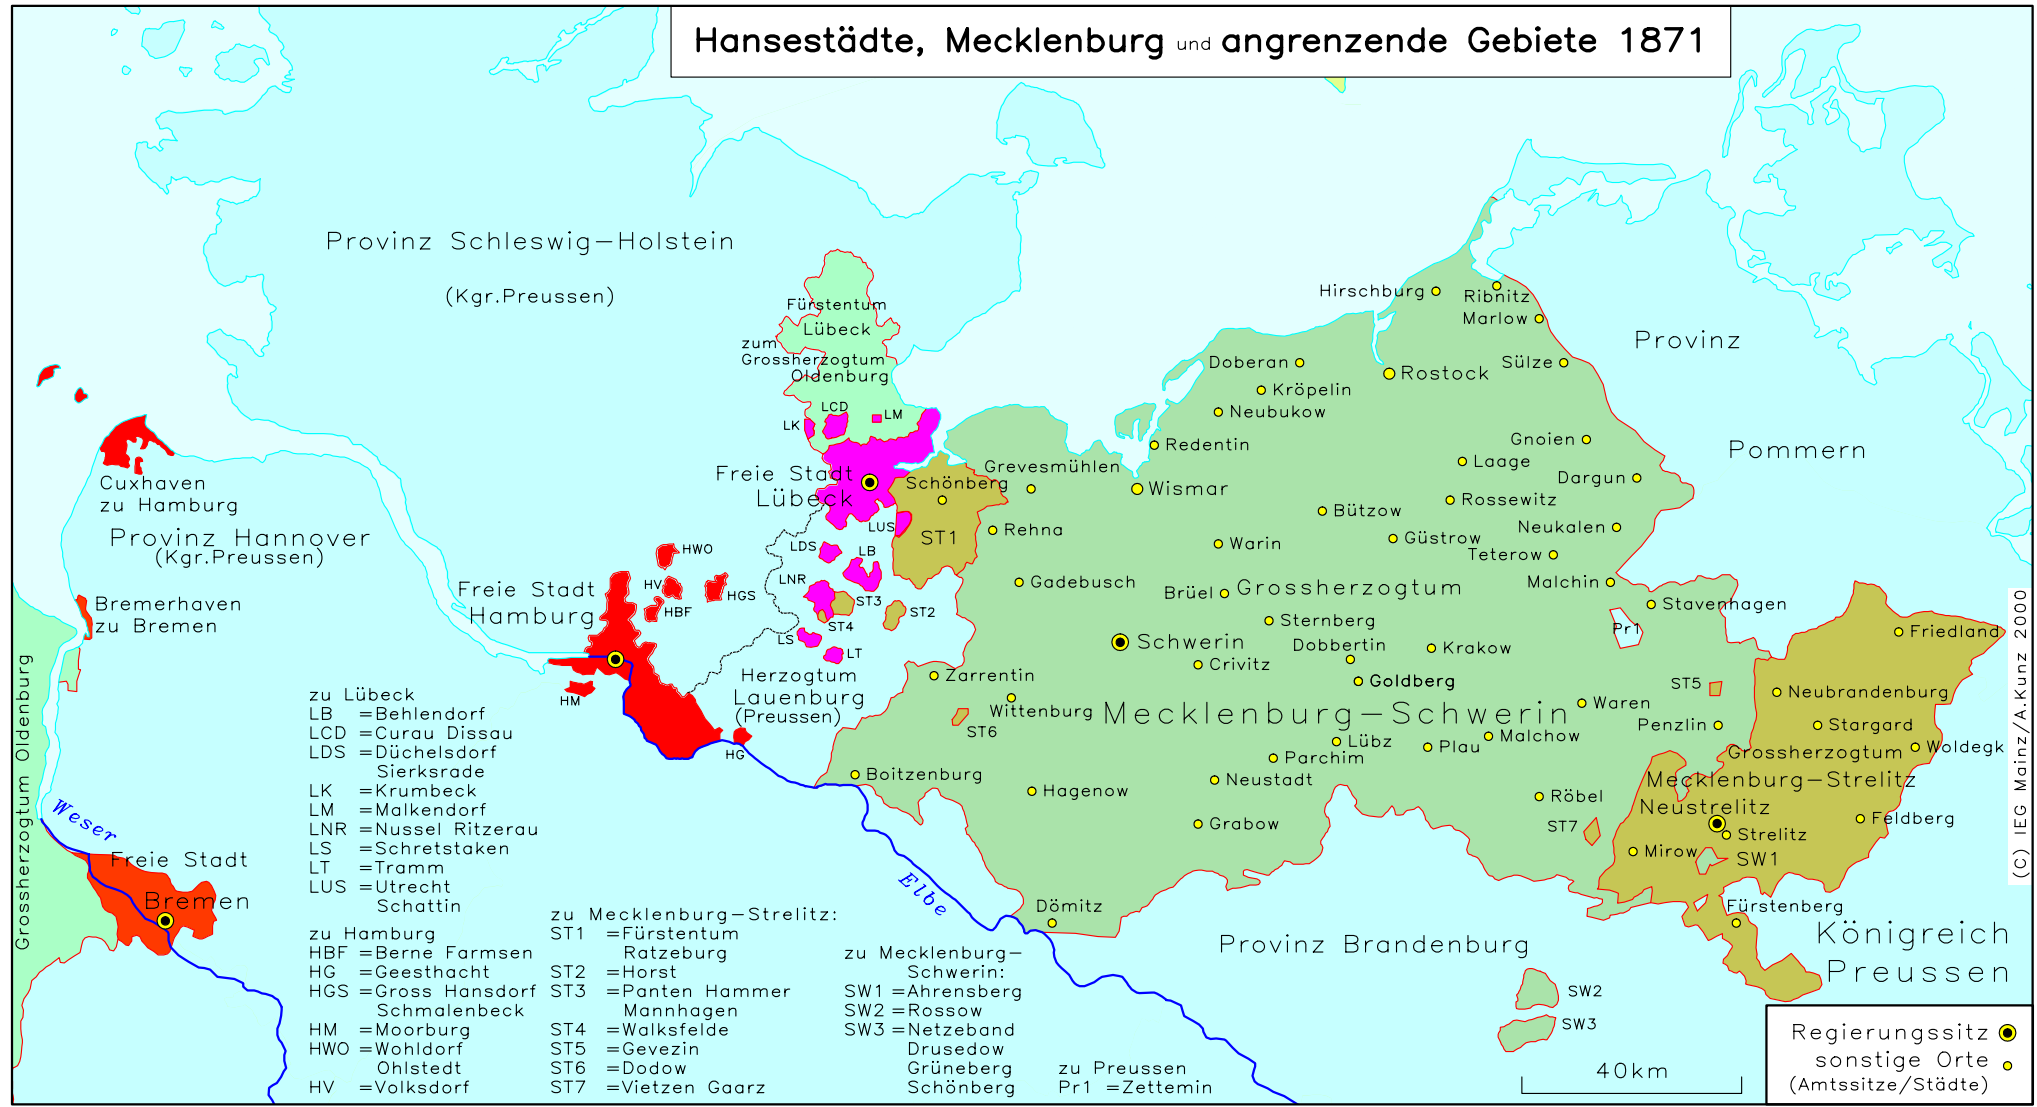 Hansestädte, Mecklenburg und angrenzende Gebiete 1871
Provinz Schleswig-Holstein
(Kgr.Preussen)
Fürstentum
Lübeck
zum
Grossherzogtum
Oldenburg
LCD
LM
LK
Freie Stadt
Lübeck
LUS
LDS
LB
LNR
ST3
ST2
ST4
LS
LT
Herzogtum
Lauenburg
(Preussen)
Cuxhaven
zu Hamburg
Provinz Hannover
(Kgr.Preussen)
Bremerhaven
zu Bremen
Grossherzogtum Oldenburg
Weser
Freie Stadt
Bremen
HWO
HV
HGS
HBF
Freie Stadt
Hamburg
HM
HG
Hirschburg
Ribnitz
Marlow
Doberan
Sülze
Rostock
Kröpelin
Neubukow
Redentin
Gnoien
Laage
Dargun
Grevesmühlen
Schönberg
Wismar
Rossewitz
Bützow
ST1
Rehna
Neukalen
Warin
Güstrow
Teterow
Gadebusch
Malchin
Brüel
Grossherzogtum
Stavenhagen
Sternberg
Pr1
Schwerin
Dobbertin
Krakow
Crivitz
Zarrentin
Goldberg
ST5
Wittenburg
Mecklenburg-Schwerin
Waren
ST6
Penzlin
Lübz
Plau
Malchow
Parchim
Boitzenburg
Neustadt
Hagenow
Röbel
Grabow
ST7
Elbe
Dömitz
Provinz
Pommern
Friedland
Neubrandenburg
Stargard
Grossherzogtum
Woldegk
Mecklenburg-Strelitz
Neustrelitz
Feldberg
Strelitz
Mirow
SW1
Fürstenberg
Königreich
Preussen
Provinz Brandenburg
SW2
SW3
zu Lübeck
LB =Behlendorf
LCD =Curau Dissau
LDS =Düchelsdorf
Sierksrade
LK =Krumbeck
LM =Malkendorf
LNR =Nussel Ritzerau
LS =Schretstaken
LT =Tramm
LUS =Utrecht
Schattin
zu Hamburg
HBF =Berne Farmsen
HG =Geesthacht
HGS =Gross Hansdorf
Schmalenbeck
HM =Moorburg
HWO =Wohldorf
Ohlstedt
HV =Volksdorf
zu Mecklenburg-Strelitz:
ST1 =Fürstentum
Ratzeburg
ST2 =Horst
ST3 =Panten Hammer
Mannhagen
ST4 =Walksfelde
ST5 =Gevezin
ST6 =Dodow
ST7 =Vietzen Gaarz
zu Mecklenburg-
Schwerin:
SW1 =Ahrensberg
SW2 =Rossow
SW3 =Netzeband
Drusedow
Grüneberg
Schönberg
zu Preussen
Pr1 =Zettemin
40km
Regierungssitz
sonstige Orte
(Amtssitze/Städte)
(C) IEG Mainz/A.Kunz 2000